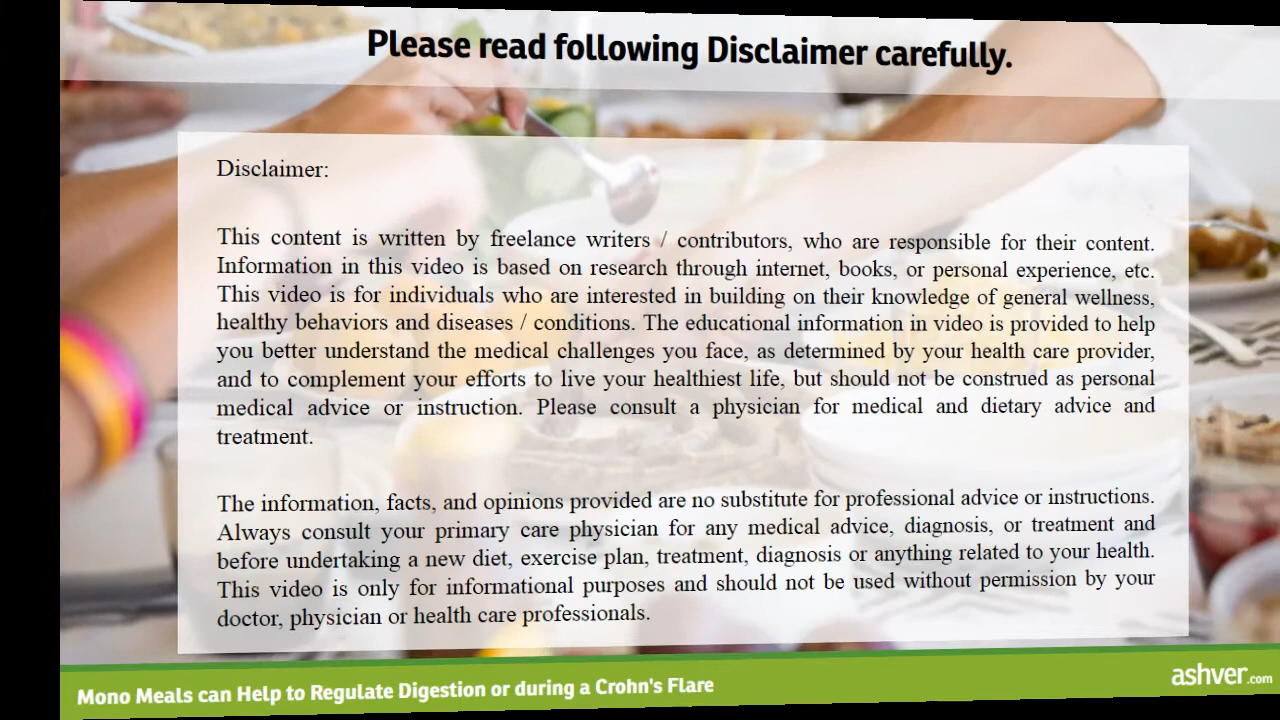 Please read following Disclaimer carefully.
Disclaimer:
This content is written by freelance writers / contributors, who are responsible for their content.
Information in this video is based on research through internet, books, or personal experience, etc.
This video is for individuals who are interested in building on their knowledge of general wellness,
healthy behaviors and diseases / conditions. The educational information in video is provided to help
you better understand the medical challenges you face, as determined by your health care provider,
and to complement your efforts to live your healthiest life, but should not be construed as personal
medical advice or instruction. Please consult a physician for medical and dietary advice and
treatment.
The information, facts, and opinions provided are no substitute for professional advice or instructions.
Always consult your primary care physician for any medical advice, diagnosis, or treatment and
before undertaking a new diet, exercise plan, treatment, diagnosis or anything related to your health.
This video is only for informational purposes and should not be used without permission by your
doctor, physician or health care professionals.
Mono Meals can Help to Regulate Digestion or during a Crohn's Flare
ashver.com